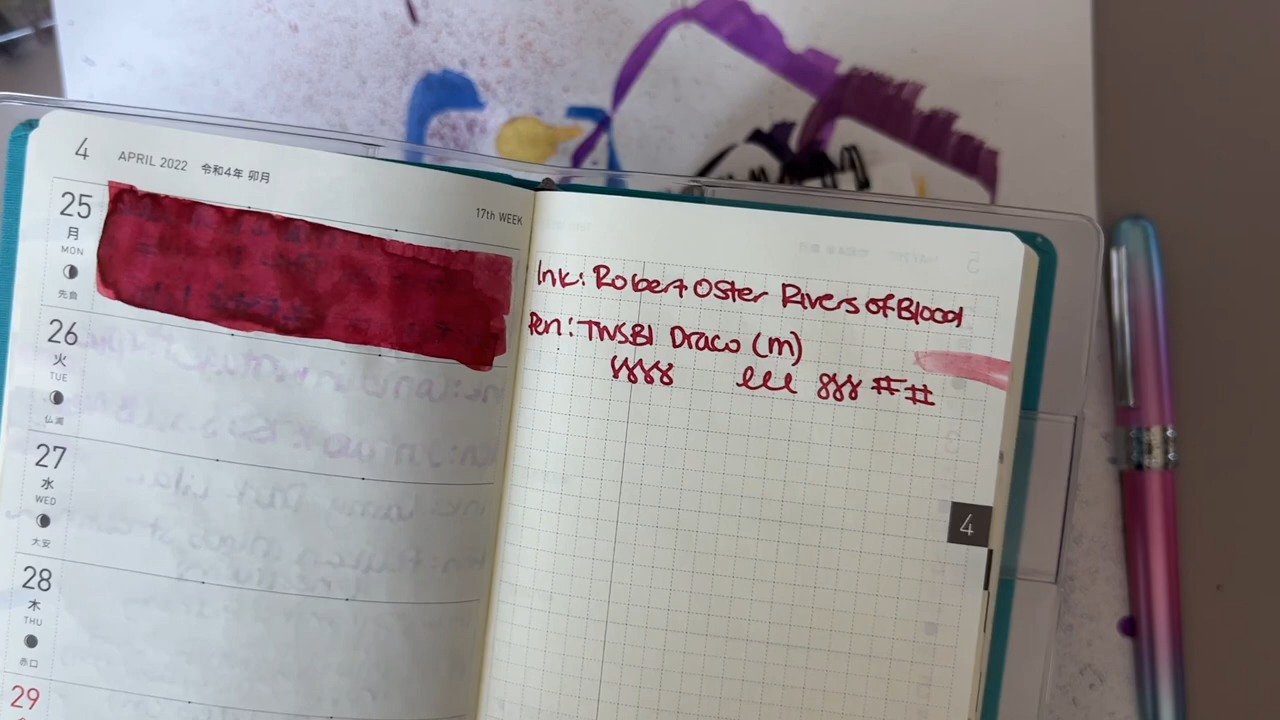 4 APRIL 2022 令和4年 卯月
17th WEEK
25
月
MON
先負
26
火
TUE
仏滅
27
水
WED
大安
28
木
THU
赤口
29
Ink: Robert Oster Rivers of Blood
Pen: TWSBI Draco (m)
4